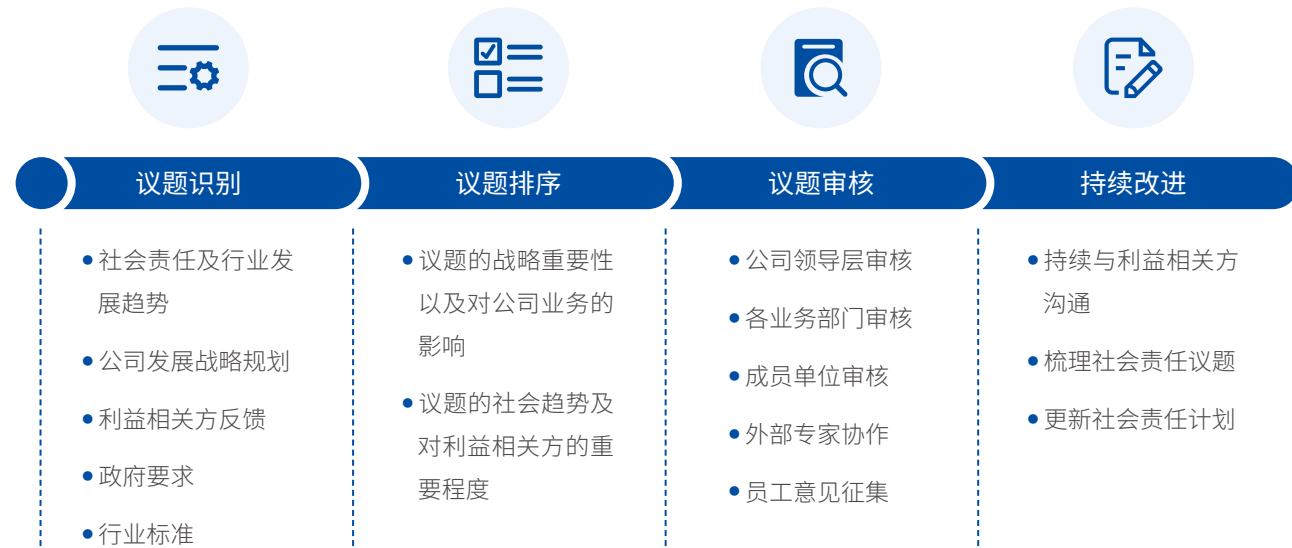 议题识别
社会责任及行业发
展趋势
公司发展战略规划
利益相关方反馈
政府要求
行业标准
议题排序
议题的战略重要性
以及对公司业务的
影响
议题的社会趋势及
对利益相关方的重
要程度
议题审核
公司领导层审核
各业务部门审核
成员单位审核
外部专家协作
员工意见征集
持续改进
持续与利益相关方
沟通
梳理社会责任议题
更新社会责任计划